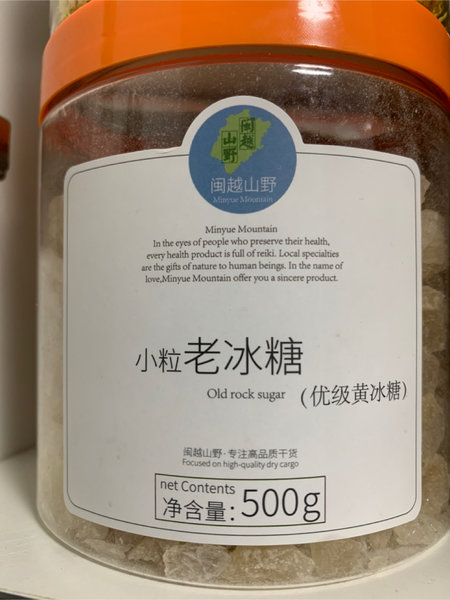 闽越
山野
闽越山野
Minyue Mountain
Minyue Mountain
In the eyes of people who preserve their health,
every health product is full of reiki. Local specialties
are the gifts of nature to human beings. In the name of
love,Minyue Mountain offer you a sincere product.
小粒老冰糖
Old rock sugar
(优级黄冰糖)
闽越山野·专注高品质干货
Focused on high-quality dry cargo
net Contents
净含量:500g